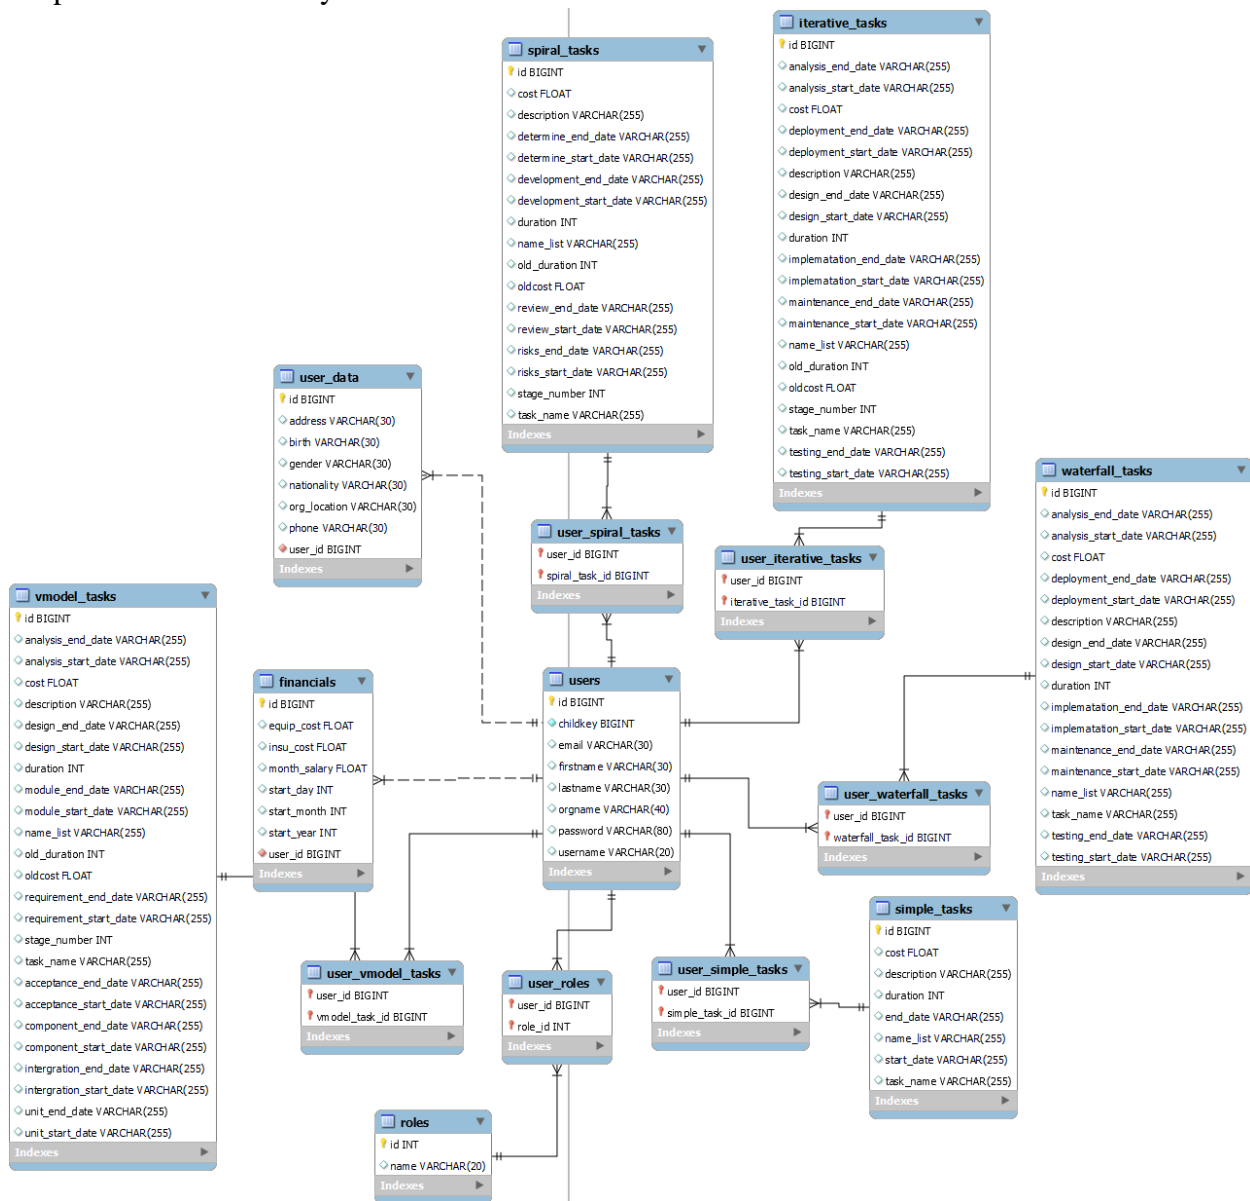 spiral_tasks
id BIGINT
cost FLOAT
description VARCHAR(255)
determine_end_date VARCHAR(255)
determine_start_date VARCHAR(255)
development_end_date VARCHAR(255)
development_start_date VARCHAR(255)
duration INT
name_list VARCHAR(255)
old_duration INT
oldcost FLOAT
review_end_date VARCHAR(255)
review_start_date VARCHAR(255)
risks_end_date VARCHAR(255)
risks_start_date VARCHAR(255)
stage_number INT
task_name VARCHAR(255)
Indexes
iterative_tasks
id BIGINT
analysis_end_date VARCHAR(255)
analysis_start_date VARCHAR(255)
cost FLOAT
deployment_end_date VARCHAR(255)
deployment_start_date VARCHAR(255)
description VARCHAR(255)
design_end_date VARCHAR(255)
design_start_date VARCHAR(255)
duration INT
implematation_end_date VARCHAR(255)
implematation_start_date VARCHAR(255)
maintenance_end_date VARCHAR(255)
maintenance_start_date VARCHAR(255)
name_list VARCHAR(255)
old_duration INT
oldcost FLOAT
stage_number INT
task_name VARCHAR(255)
testing_end_date VARCHAR(255)
testing_start_date VARCHAR(255)
Indexes
user_data
id BIGINT
address VARCHAR(30)
birth VARCHAR(30)
gender VARCHAR(30)
nationality VARCHAR(30)
org_location VARCHAR(30)
phone VARCHAR(30)
user_id BIGINT
Indexes
user_spiral_tasks
user_id BIGINT
spiral_task_id BIGINT
Indexes
user_iterative_tasks
user_id BIGINT
iterative_task_id BIGINT
Indexes
waterfall_tasks
id BIGINT
analysis_end_date VARCHAR(255)
analysis_start_date VARCHAR(255)
cost FLOAT
deployment_end_date VARCHAR(255)
deployment_start_date VARCHAR(255)
description VARCHAR(255)
design_end_date VARCHAR(255)
design_start_date VARCHAR(255)
duration INT
implematation_end_date VARCHAR(255)
implematation_start_date VARCHAR(255)
maintenance_end_date VARCHAR(255)
maintenance_start_date VARCHAR(255)
name_list VARCHAR(255)
task_name VARCHAR(255)
testing_end_date VARCHAR(255)
testing_start_date VARCHAR(255)
Indexes
vmodel_tasks
id BIGINT
analysis_end_date VARCHAR(255)
analysis_start_date VARCHAR(255)
cost FLOAT
description VARCHAR(255)
design_end_date VARCHAR(255)
design_start_date VARCHAR(255)
duration INT
module_end_date VARCHAR(255)
module_start_date VARCHAR(255)
name_list VARCHAR(255)
old_duration INT
oldcost FLOAT
requirement_end_date VARCHAR(255)
requirement_start_date VARCHAR(255)
stage_number INT
task_name VARCHAR(255)
acceptance_end_date VARCHAR(255)
acceptance_start_date VARCHAR(255)
component_end_date VARCHAR(255)
component_start_date VARCHAR(255)
intergration_end_date VARCHAR(255)
intergration_start_date VARCHAR(255)
unit_end_date VARCHAR(255)
unit_start_date VARCHAR(255)
Indexes
financials
id BIGINT
equip_cost FLOAT
insu_cost FLOAT
month_salary FLOAT
start_day INT
start_month INT
start_year INT
user_id BIGINT
Indexes
users
id BIGINT
childkey BIGINT
email VARCHAR(30)
firstname VARCHAR(30)
lastname VARCHAR(30)
orgname VARCHAR(40)
password VARCHAR(80)
username VARCHAR(20)
Indexes
user_waterfall_tasks
user_id BIGINT
waterfall_task_id BIGINT
Indexes
simple_tasks
id BIGINT
cost FLOAT
description VARCHAR(255)
duration INT
end_date VARCHAR(255)
name_list VARCHAR(255)
start_date VARCHAR(255)
task_name VARCHAR(255)
Indexes
user_vmodel_tasks
user_id BIGINT
vmodel_task_id BIGINT
Indexes
user_roles
user_id BIGINT
role_id INT
Indexes
user_simple_tasks
user_id BIGINT
simple_task_id BIGINT
Indexes
roles
id INT
name VARCHAR(20)
Indexes